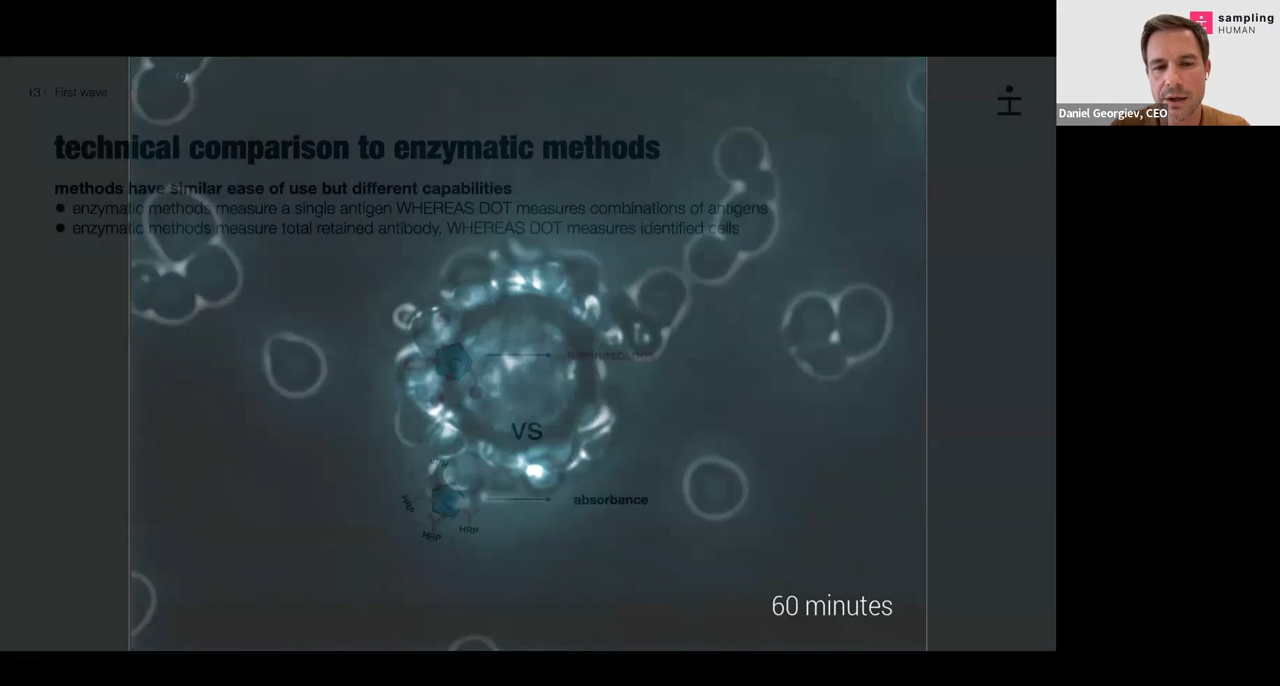 sampling
HUMAN
Daniel Georgiev, CEO
13 · First wave
technical comparison to enzymatic methods
methods have similar ease of use but different capabilities
● enzymatic methods measure a single antigen WHEREAS DOT measures combinations of antigens
● enzymatic methods measure total retained antibody, WHEREAS DOT measures identified cells
VS
absorbance
HRP
HRP
HRP
60 minutes